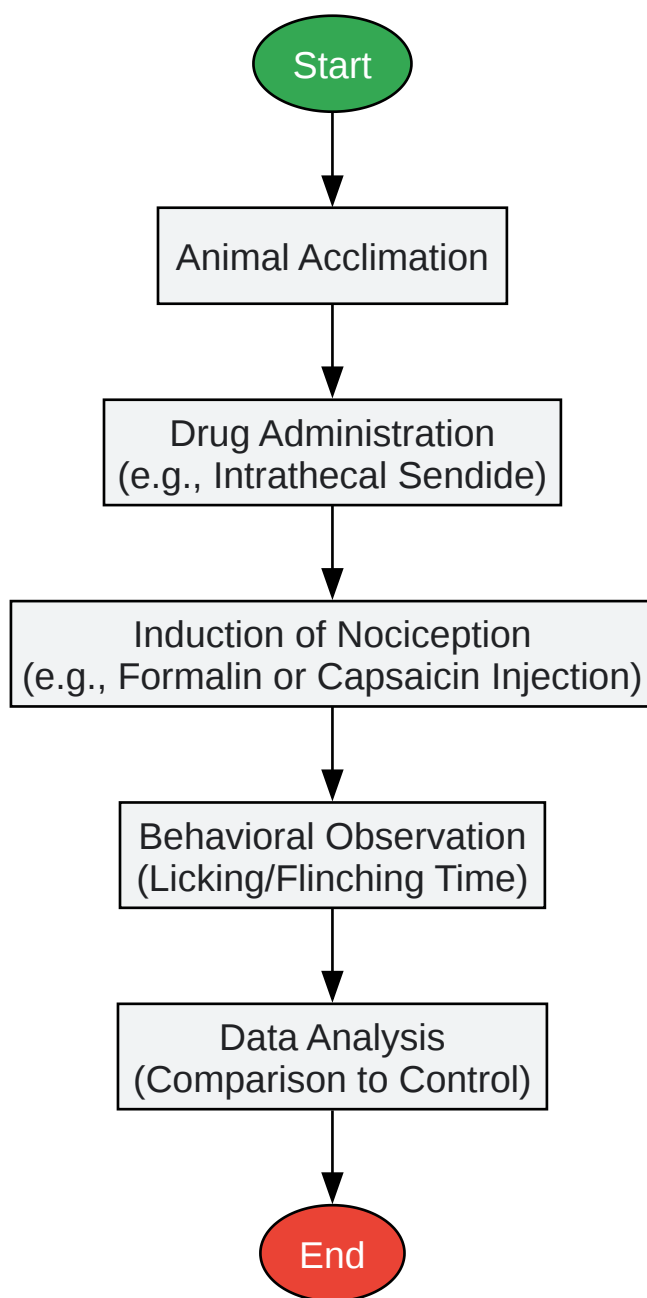 Start
Animal Acclimation
Drug Administration
(e.g., Intrathecal Sendide)
Induction of Nociception
(e.g., Formalin or Capsaicin Injection)
Behavioral Observation
(Licking/Flinching Time)
Data Analysis
(Comparison to Control)
End